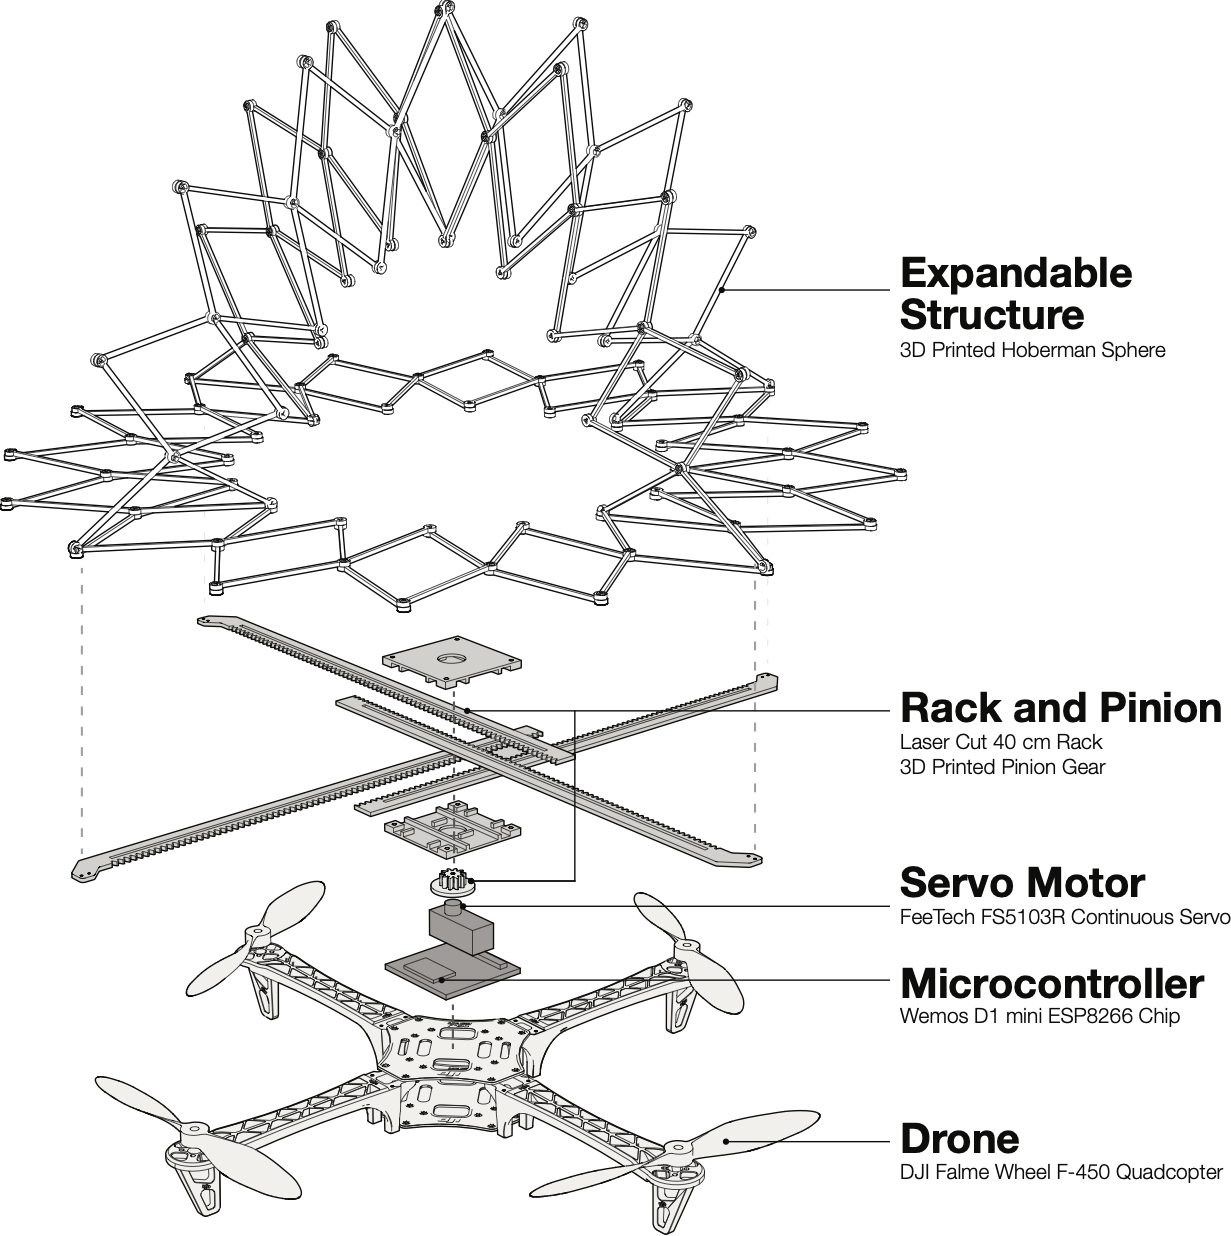 Expandable
Structure
3D Printed Hoberman Sphere
Rack and Pinion
Laser Cut 40 cm Rack
3D Printed Pinion Gear
Servo Motor
FeeTech FS5103R Continuous Servo
Microcontroller
Wemos D1 mini ESP8266 Chip
Drone
DJI Falme Wheel F-450 Quadcopter